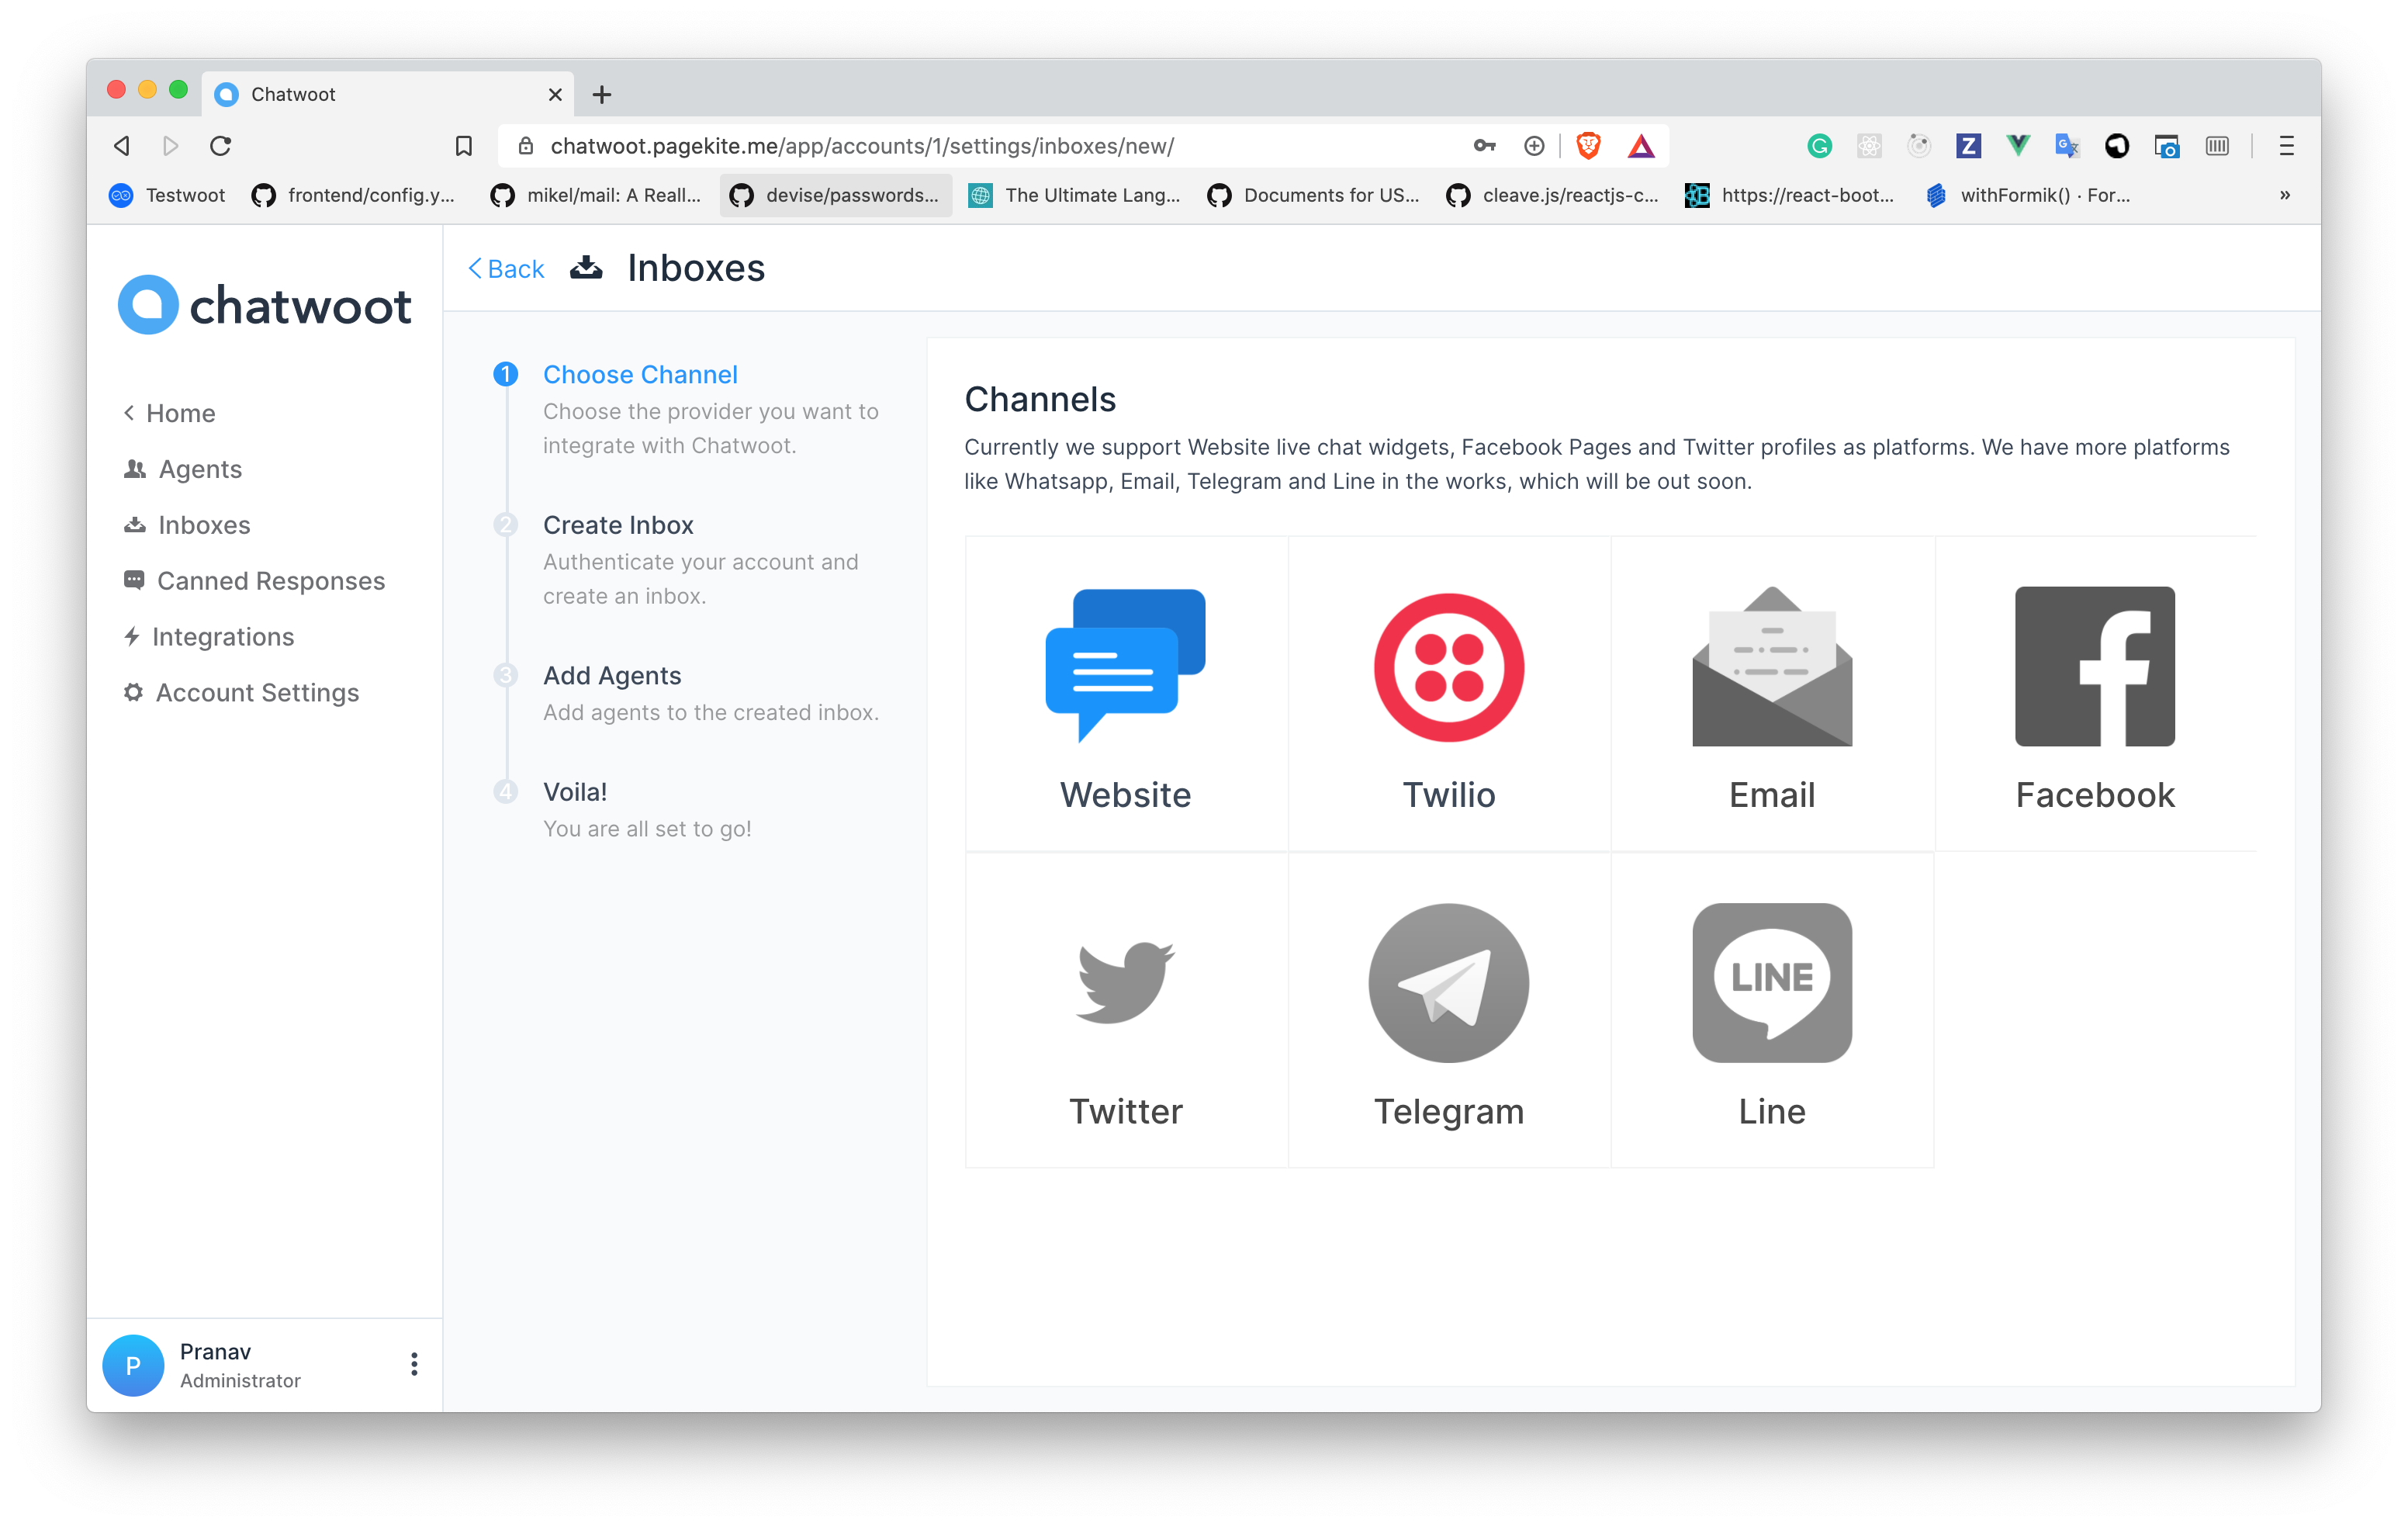 Chatwoot
chatwoot.pagekite.me/app/accounts/1/settings/inboxes/new/
Testwoot
frontend/config.y...
mikel/mail: A Reall...
devise/passwords...
The Ultimate Lang...
Documents for US...
cleave.js/reactjs-c...
https://react-boot...
withFormik() · For...
chatwoot
Home
Agents
Inboxes
Canned Responses
Integrations
Account Settings
P
Pranav
Administrator
Back
Inboxes
1
Choose Channel
Choose the provider you want to
integrate with Chatwoot.
2
Create Inbox
Authenticate your account and
create an inbox.
3
Add Agents
Add agents to the created inbox.
4
Voila!
You are all set to go!
Channels
Currently we support Website live chat widgets, Facebook Pages and Twitter profiles as platforms. We have more platforms
like Whatsapp, Email, Telegram and Line in the works, which will be out soon.
Website
Twilio
Email
Facebook
Twitter
Telegram
LINE
Line